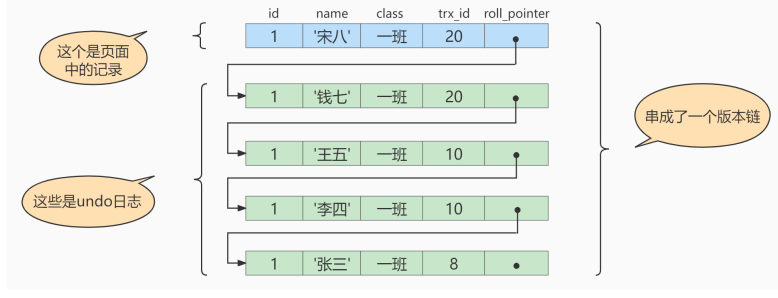 id name class trx_id roll_pointer
这个是页面
中的记录
1 '宋八' 一班 20
1 '钱七' 一班 20
串成了一个版本链
1 '王五' 一班 10
这些是undo日志
1 '李四' 一班 10
1 '张三' 一班 8